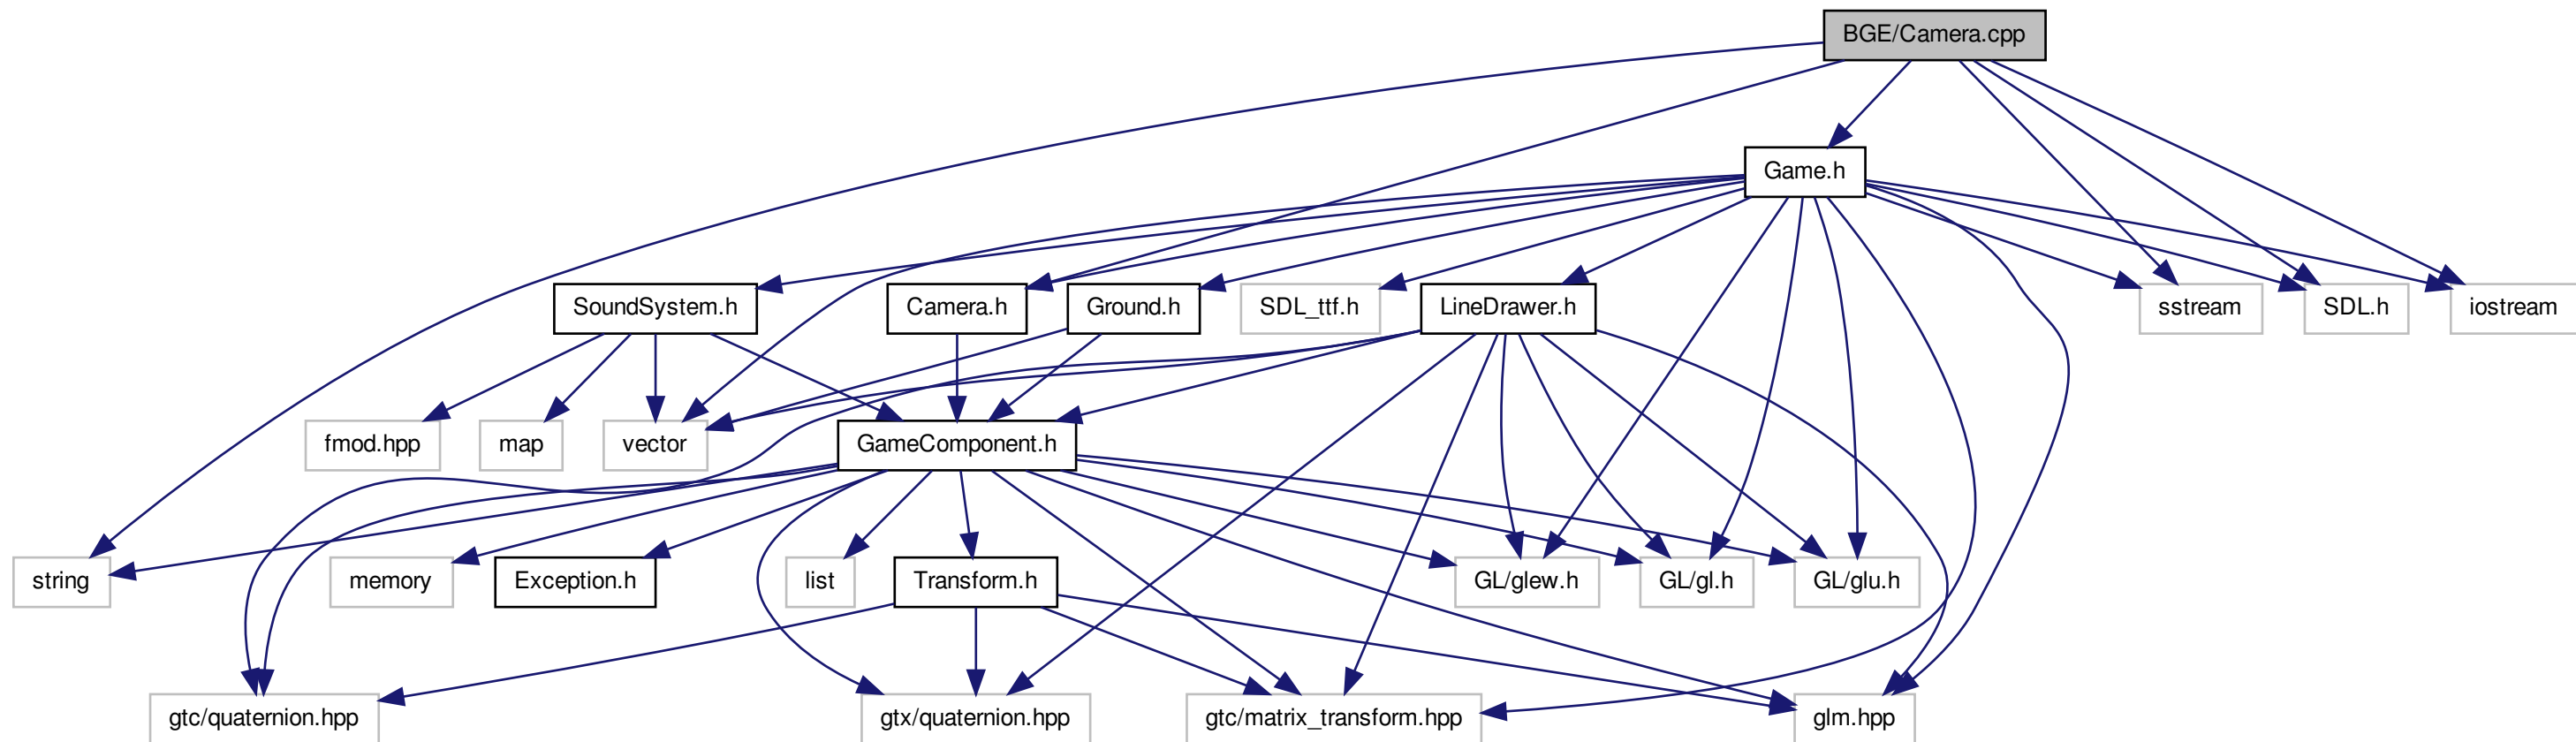 BGE/Camera.cpp
Game.h
SoundSystem.h
Camera.h
Ground.h
SDL_ttf.h
LineDrawer.h
sstream
SDL.h
iostream
fmod.hpp
map
vector
GameComponent.h
string
memory
Exception.h
list
Transform.h
GL/glew.h
GL/gl.h
GL/glu.h
gtc/quaternion.hpp
gtx/quaternion.hpp
gtc/matrix_transform.hpp
glm.hpp